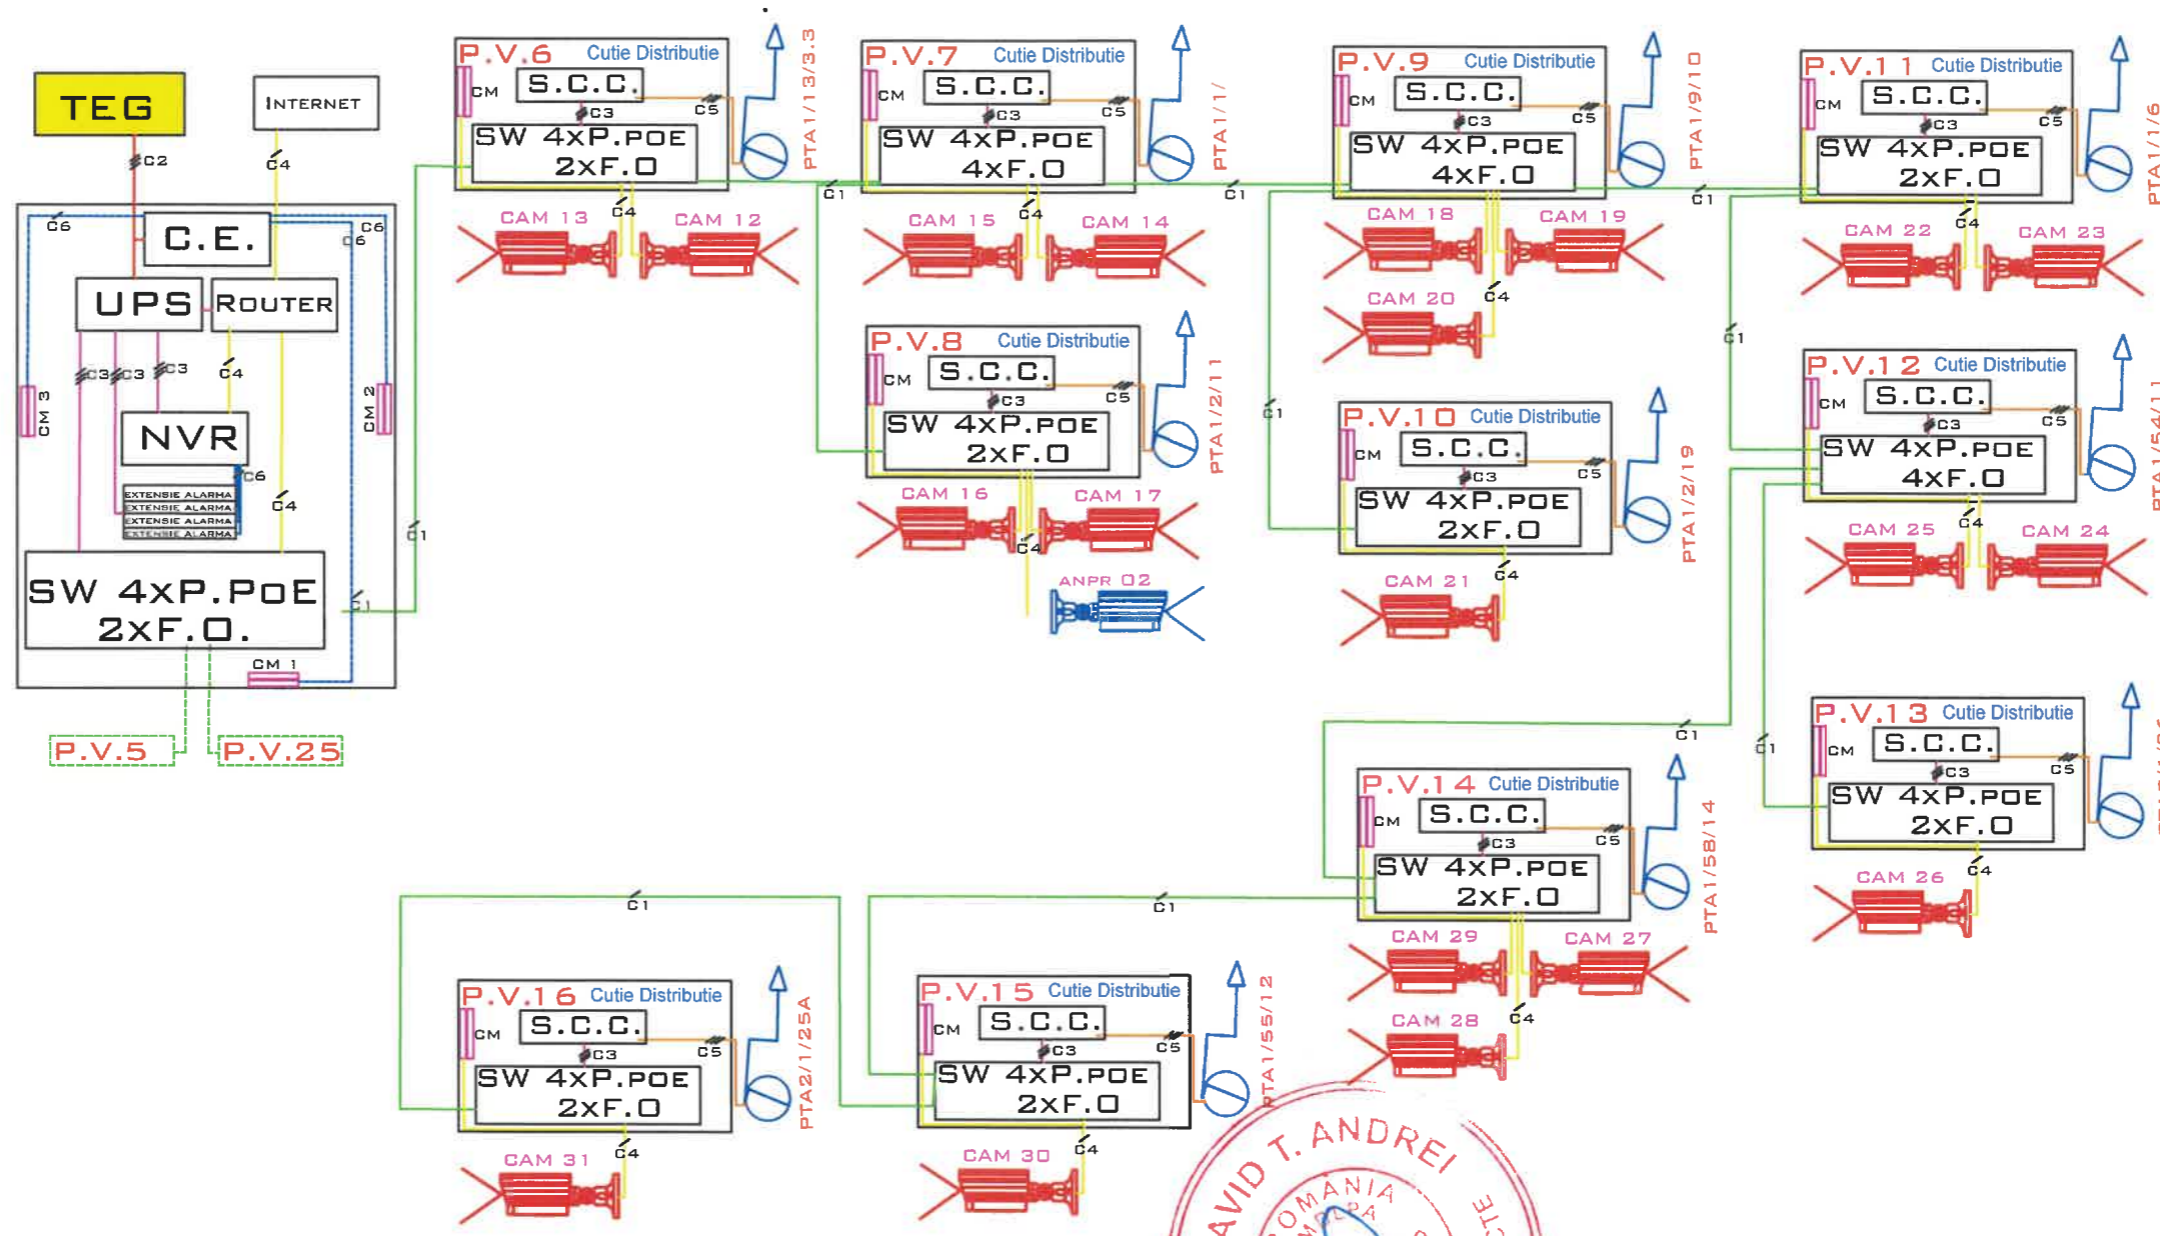 TEG
INTERNET
C2
C4
C6
C.E.
C6
C6
UPS
ROUTER
C3
C3
C3
C4
CM 3
CM 2
NVR
C6
C4
EXTENSIE ALARMA
EXTENSIE ALARMA
EXTENSIE ALARMA
EXTENSIE ALARMA
SW 4xP.POE
2xF.O.
C1
C1
CM 1
P.V.5
P.V.25
P.V.6 Cutie Distributie
CM
S.C.C.
C3
C5
SW 4xP.POE
2xF.O
PTA1/13/3.3
C4
CAM 13
CAM 12
C1
P.V.7 Cutie Distributie
CM
S.C.C.
C3
C5
SW 4xP.POE
4xF.O
PTA1/1/
C4
CAM 15
CAM 14
C1
P.V.8 Cutie Distributie
CM
S.C.C.
C3
C5
SW 4xP.POE
2xF.O
PTA1/2/11
CAM 16
CAM 17
C4
ANPR 02
P.V.9 Cutie Distributie
CM
S.C.C.
C3
C5
SW 4xP.POE
4xF.O
PTA1/9/10
CAM 18
CAM 19
C4
CAM 20
C1
C1
P.V.10 Cutie Distributie
CM
S.C.C.
C3
C5
SW 4xP.POE
2xF.O
PTA1/2/19
C4
CAM 21
P.V.11 Cutie Distributie
CM
S.C.C.
C3
C5
SW 4xP.POE
2xF.O
PTA1/1/6
C4
CAM 22
CAM 23
C1
P.V.12 Cutie Distributie
CM
S.C.C.
C3
C5
SW 4xP.POE
4xF.O
PTA1/54/11
C4
CAM 25
CAM 24
C1
C1
P.V.13 Cutie Distributie
CM
S.C.C.
C3
C5
SW 4xP.POE
2xF.O
C4
CAM 26
P.V.14 Cutie Distributie
CM
S.C.C.
C3
C5
SW 4xP.POE
2xF.O
PTA1/58/14
CAM 29
CAM 27
C4
CAM 28
C1
C1
P.V.16 Cutie Distributie
CM
S.C.C.
C3
C5
SW 4xP.POE
2xF.O
PTA2/1/25A
C4
CAM 31
P.V.15 Cutie Distributie
CM
S.C.C.
C3
C5
SW 4xP.POE
2xF.O
PTA1/55/12
C4
CAM 30
AVID T. ANDREI
OMÂNIA